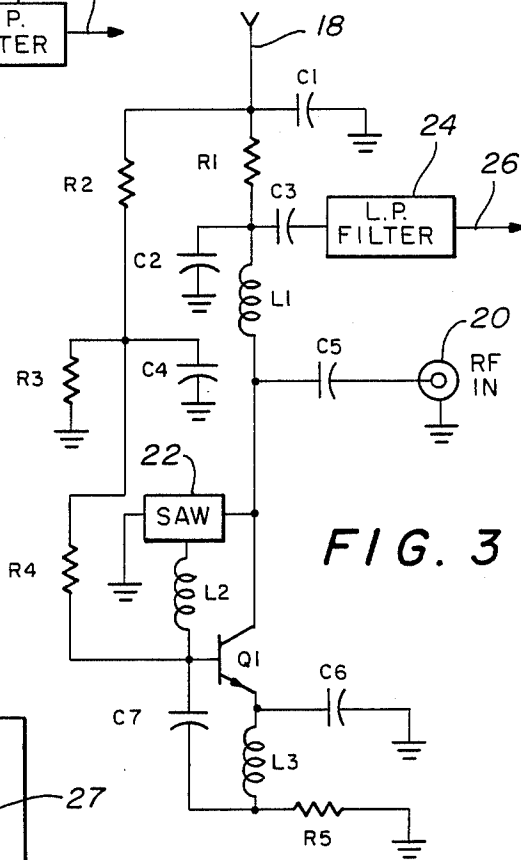 P.
TER
18
C1
R2
R1
24
C3
L.P.
FILTER
26
C2
L1
20
C5
RF
IN
R3
C4
22
SAW
FIG. 3
R4
L2
Q1
C6
C7
L3
27
R5